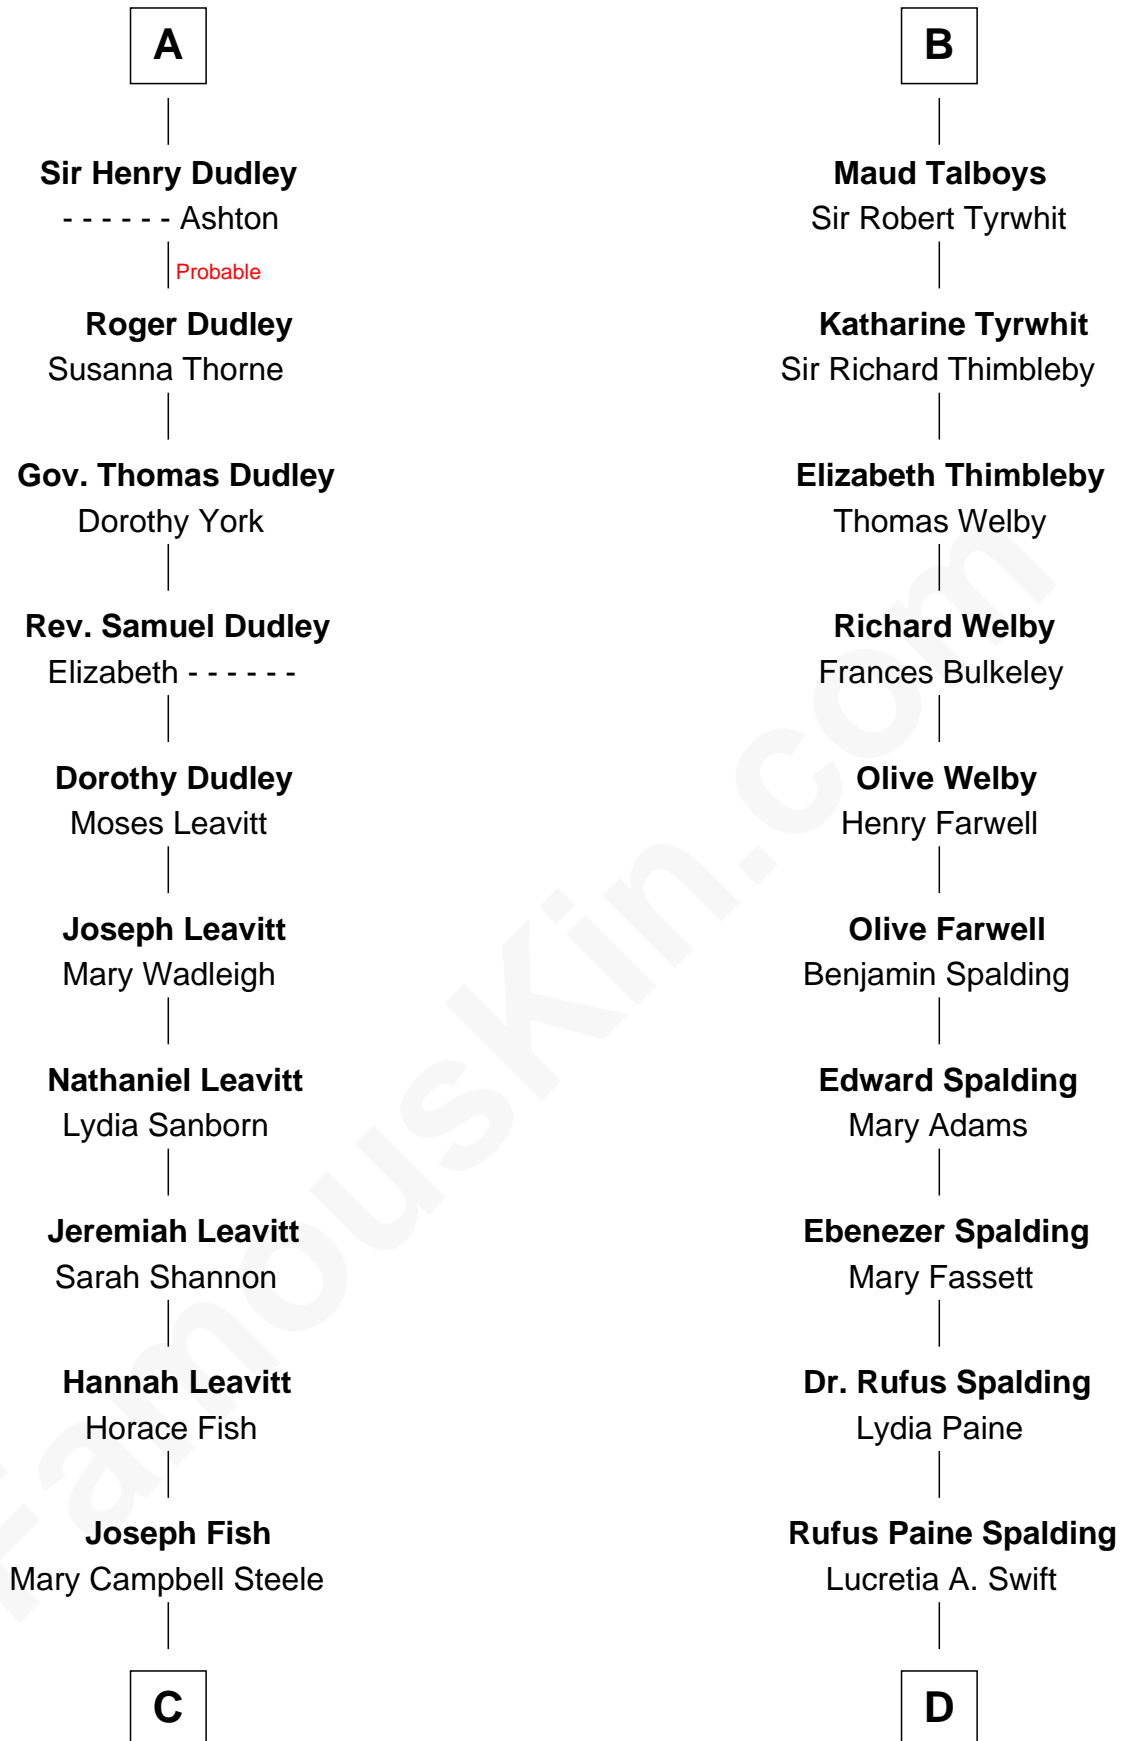 A
Sir Henry Dudley
- - - - - - Ashton
Probable
Roger Dudley
Susanna Thorne
Gov. Thomas Dudley
Dorothy York
Rev. Samuel Dudley
Elizabeth - - - - - -
Dorothy Dudley
Moses Leavitt
Joseph Leavitt
Mary Wadleigh
Nathaniel Leavitt
Lydia Sanborn
Jeremiah Leavitt
Sarah Shannon
Hannah Leavitt
Horace Fish
Joseph Fish
Mary Campbell Steele
C
B
Maud Talboys
Sir Robert Tyrwhit
Katharine Tyrwhit
Sir Richard Thimbleby
Elizabeth Thimbleby
Thomas Welby
Richard Welby
Frances Bulkeley
Olive Welby
Henry Farwell
Olive Farwell
Benjamin Spalding
Edward Spalding
Mary Adams
Ebenezer Spalding
Mary Fassett
Dr. Rufus Spalding
Lydia Paine
Rufus Paine Spalding
Lucretia A. Swift
D
FamousKin.com